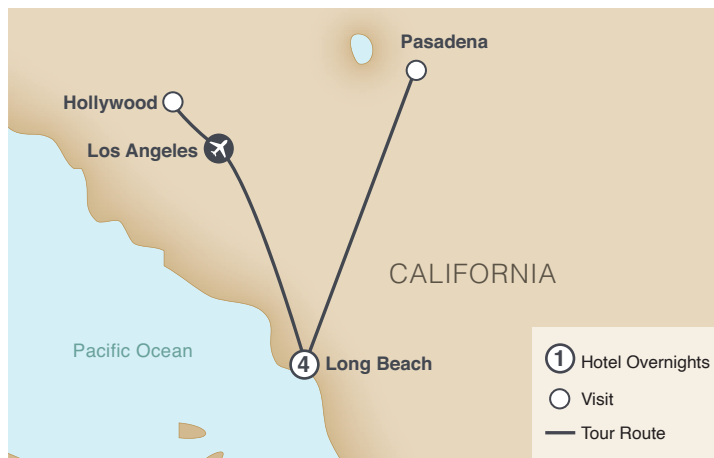 Pasadena
Hollywood
Los Angeles
CALIFORNIA
Pacific Ocean
4 Long Beach
1 Hotel Overnights
Visit
Tour Route